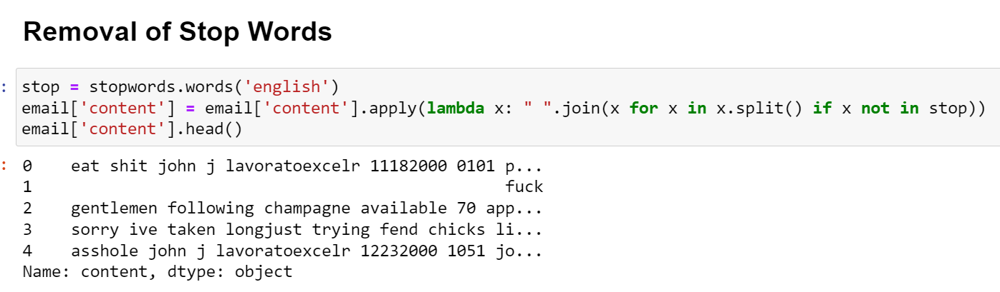 Removal of Stop Words
: stop = stopwords.words('english')
email['content'] = email['content'].apply(lambda x: " ".join(x for x in x.split() if x not in stop))
email['content'].head()
: 0    eat shit john j lavoratoexcelr 11182000 0101 p...
1                                                 fuck
2    gentlemen following champagne available 70 app...
3    sorry ive taken longjust trying fend chicks li...
4    asshole john j lavoratoexcelr 12232000 1051 jo...
Name: content, dtype: object